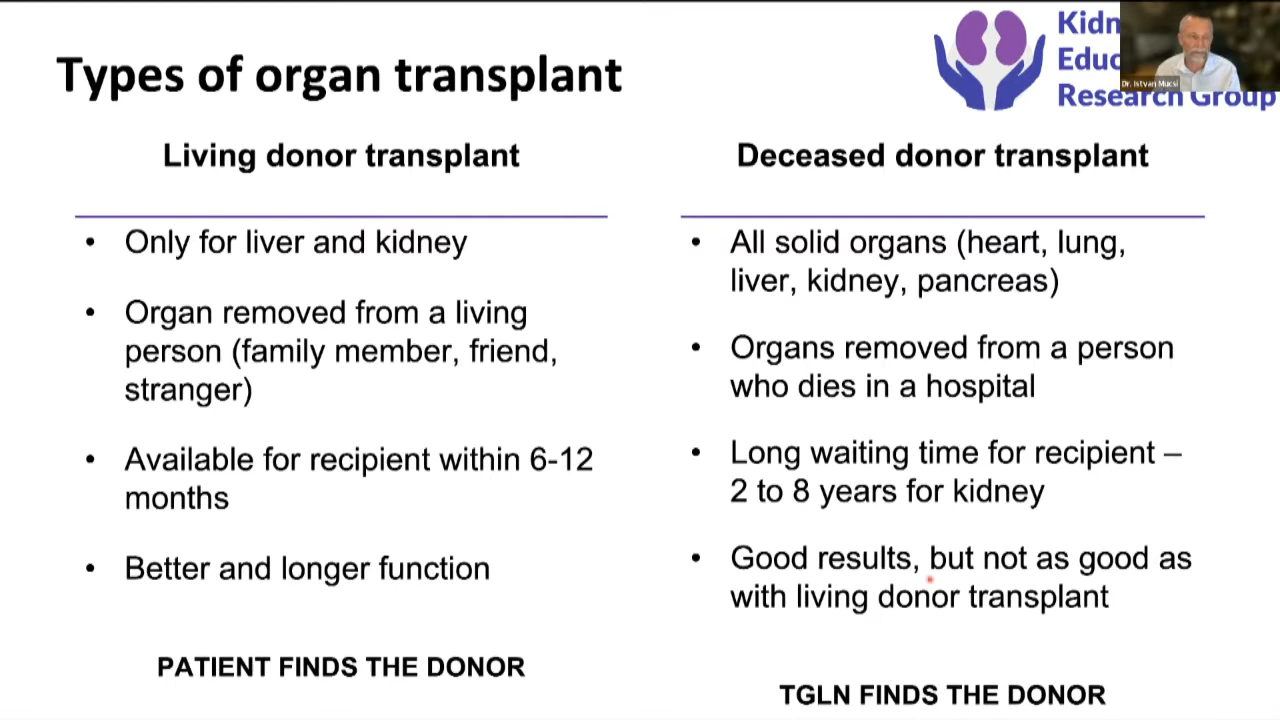 Types of organ transplant
Research Group
Dr. Istvan Mucsi
Living donor transplant
• Only for liver and kidney
• Organ removed from a living
person (family member, friend,
stranger)
• Available for recipient within 6-12
months
• Better and longer function
PATIENT FINDS THE DONOR
Deceased donor transplant
• All solid organs (heart, lung,
liver, kidney, pancreas)
• Organs removed from a person
who dies in a hospital
• Long waiting time for recipient –
2 to 8 years for kidney
• Good results, but not as good as
with living donor transplant
TGLN FINDS THE DONOR